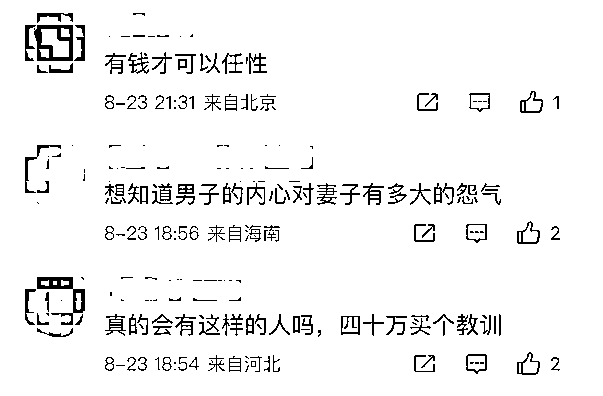 有钱才可以任性
8-23 21:31 来自北京
1
想知道男子的内心对妻子有多大的怨气
8-23 18:56 来自海南
2
真的会有这样的人吗，四十万买个教训
8-23 18:54 来自河北
2